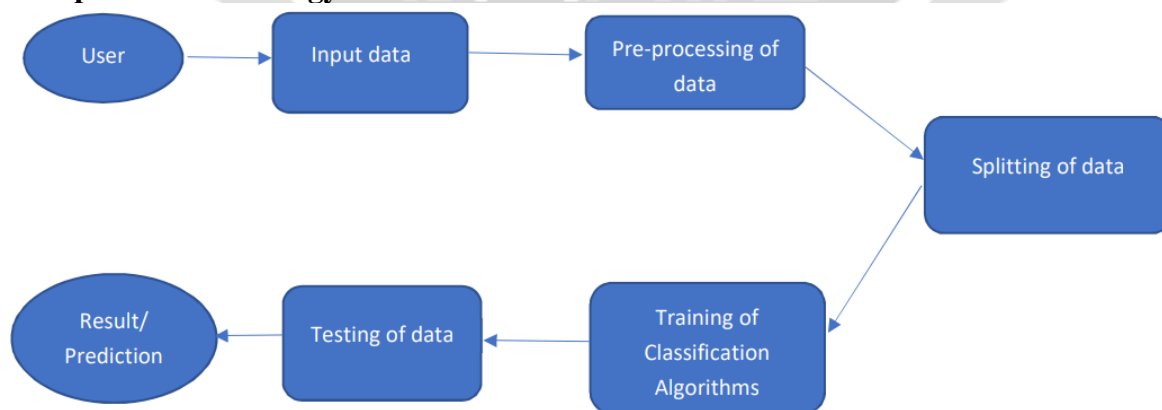 User
Input data
Pre-processing of
data
Splitting of data
Training of
Classification
Algorithms
Testing of data
Result/
Prediction